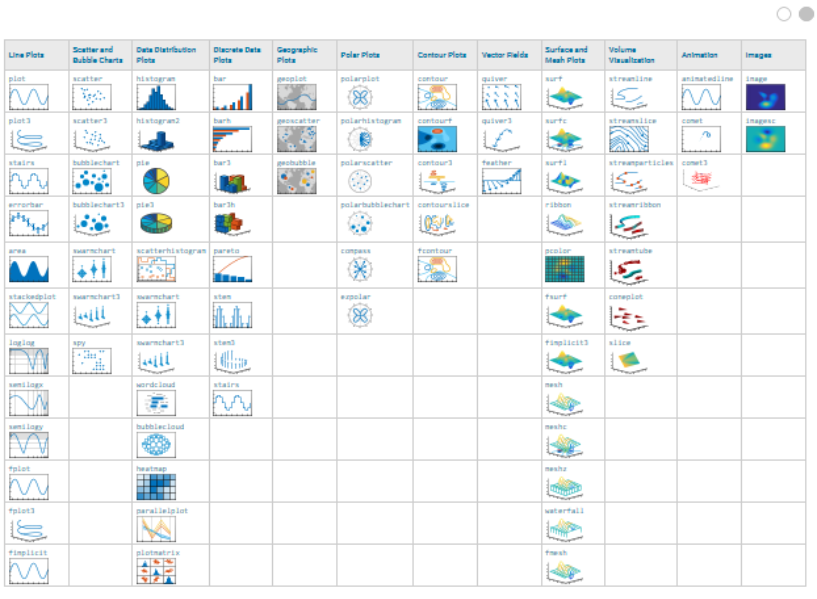 Line Plots Scatter and Bubble Charts Data Distribution Plots Discrete Data Plots Geographic Plots Polar Plots Contour Plots Vector Fields Surface and Mesh Plots Volume Visualization Animation Images
plot scatter histogram bar geoplot polarplot contour quiver surf streamline animatedline image
plot3 scatter3 histogram2 barh geoscatter polarhistogram contourf quiver3 surfc streamslice comet imagesc
stairs bubblechart pie bar3 geobubble polarscatter contour3 feather surfl streamparticles comet3
errorbar bubblechart3 pie3 bar3h polarbubblechart contourslice ribbon streamribbon
area swarmchart scatterhistogram pareto compass fcontour pcolor streamtube
stackedplot swarmchart3 swarmchart stem ezpolar fsurf coneplot
loglog spy swarmchart3 stem3 fimplicit3 slice
semilogx wordcloud stairs mesh
semilogy bubblecloud meshc
fplot heatmap meshz
fplot3 parallelplot waterfall
fimplicit plotmatrix fmesh